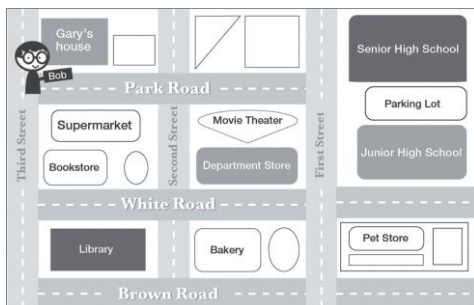 Gary's
house
Senior High School
Bob
Park Road
Parking Lot
Supermarket
Movie Theater
Third Street
Second Street
First Street
Bookstore
Department Store
Junior High School
White Road
Library
Bakery
Pet Store
Brown Road